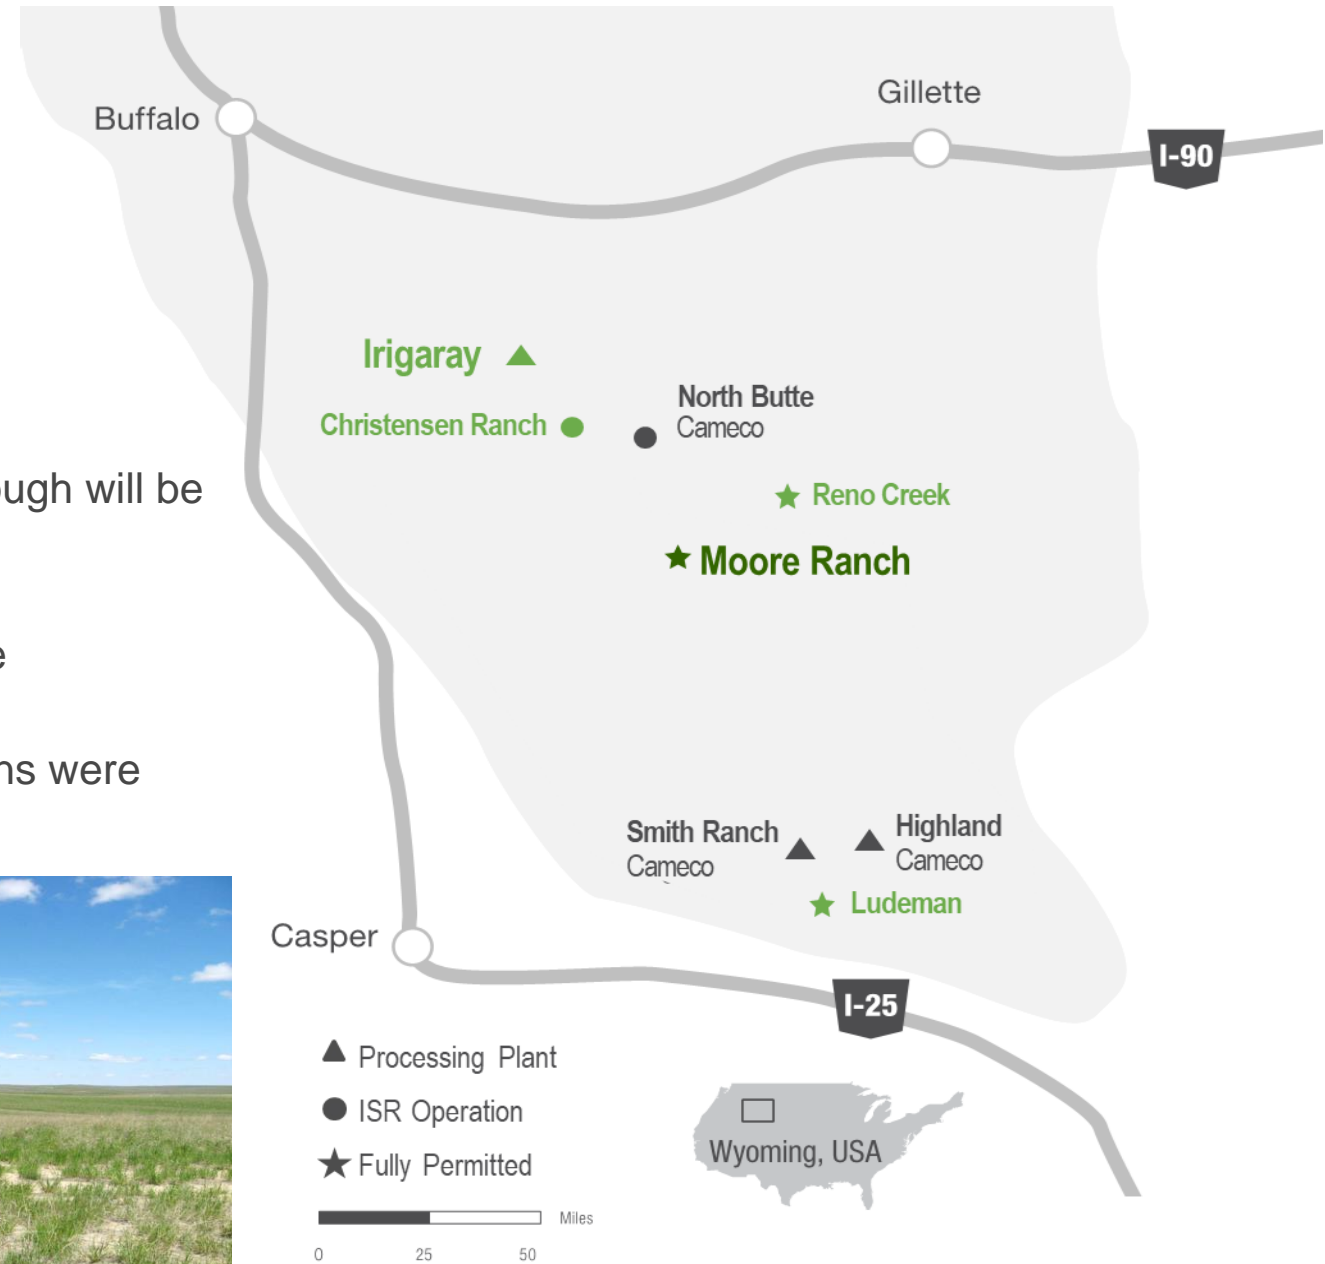 Gillette
Buffalo
I-90
Irigaray
North Butte
Cameco
Christensen Ranch
ough will be
Reno Creek
Moore Ranch
e
ns were
Smith Ranch
Cameco
Highland
Cameco
Ludeman
Casper
I-25
Processing Plant
ISR Operation
Fully Permitted
Wyoming, USA
Miles
0 25 50